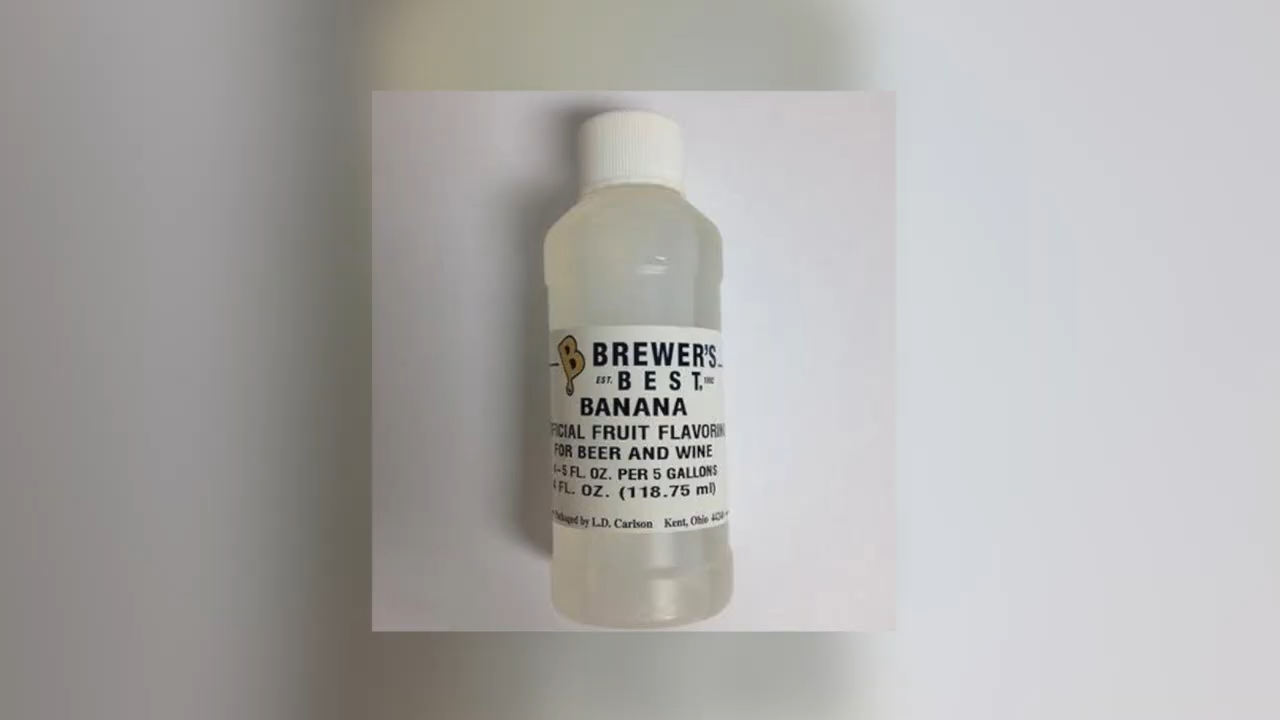 B BREWER'S
EST. BEST,
BANANA
FICIAL FRUIT FLAVORIN
FOR BEER AND WINE
-5 FL. OZ. PER 5 GALLONS
FL. OZ. (118.75 ml)
Packaged by L.D. Carlson Kent, Ohio